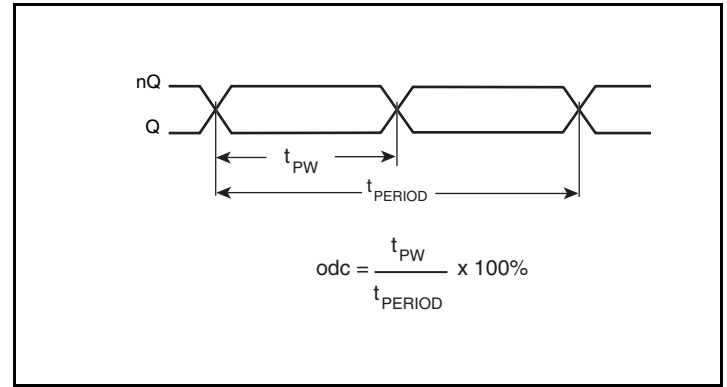 nQ
Q
tPW
tPERIOD
odc = tPW / tPERIOD x 100%